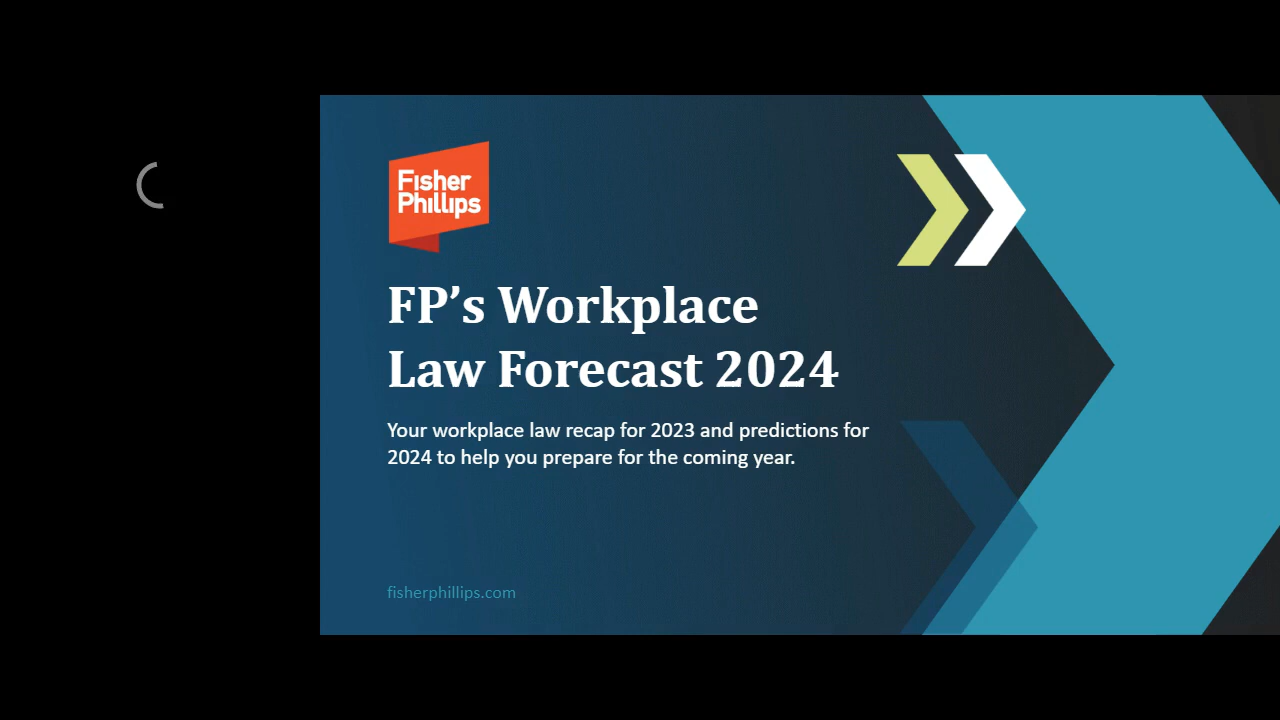 Fisher
Phillips
FP’s Workplace
Law Forecast 2024
Your workplace law recap for 2023 and predictions for
2024 to help you prepare for the coming year.
fisherphillips.com